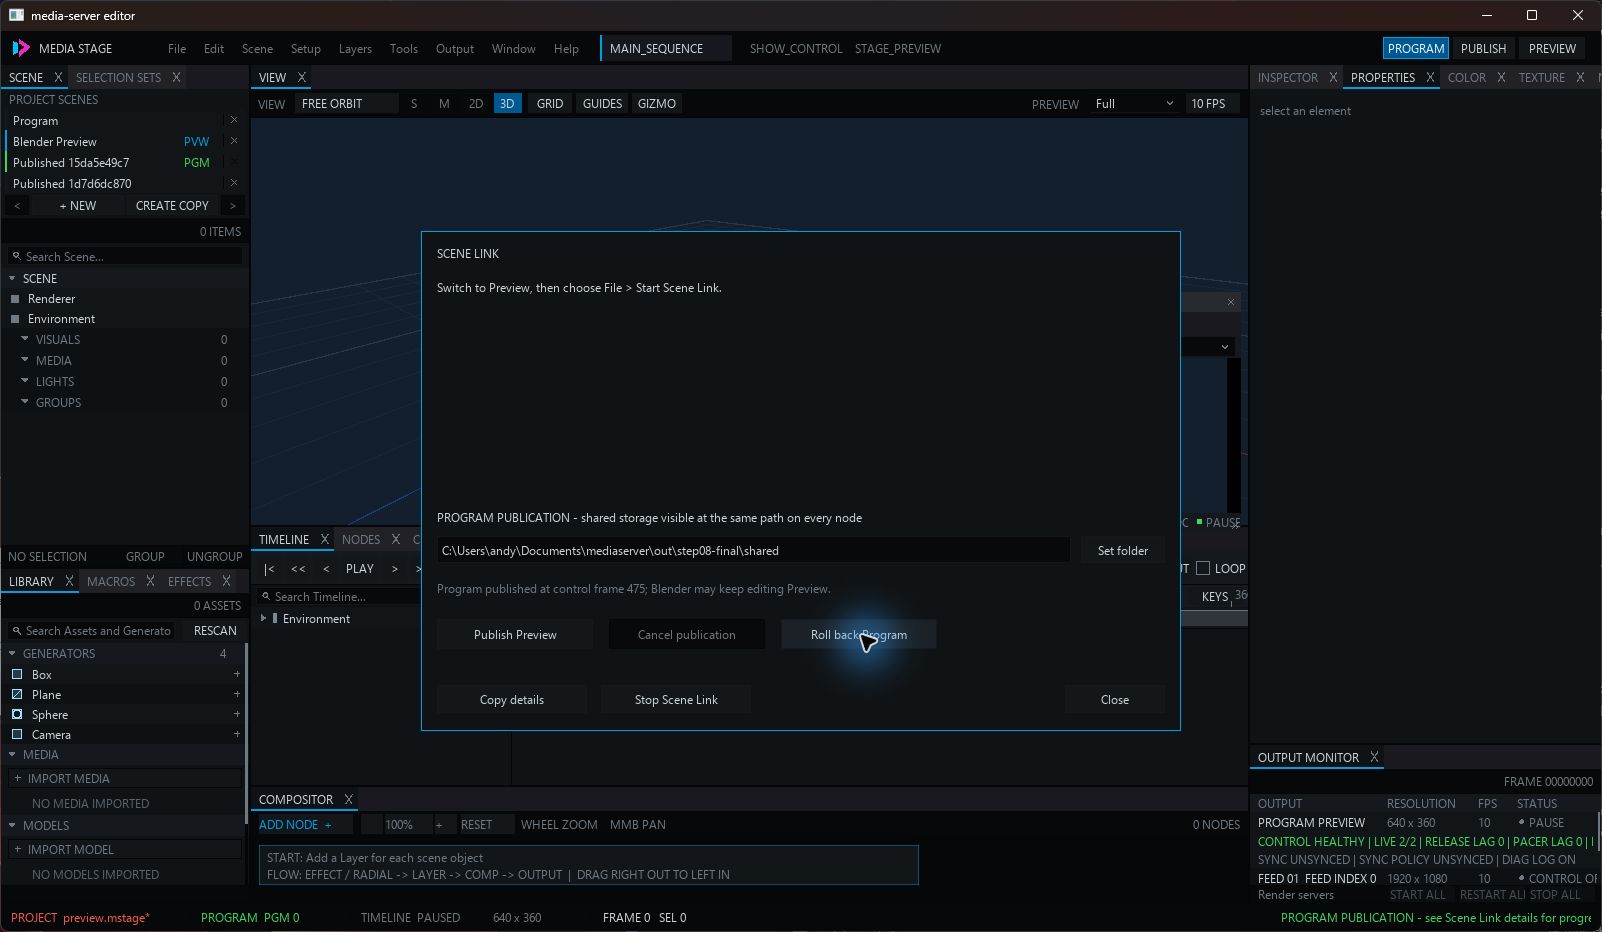 media-server editor
MEDIA STAGE File Edit Scene Setup Layers Tools Output Window Help MAIN_SEQUENCE SHOW_CONTROL STAGE_PREVIEW PROGRAM PUBLISH PREVIEW
SCENE X SELECTION SETS X
PROJECT SCENES
Program
Blender Preview PVW
Published 15da5e49c7 PGM
Published 1d7d6dc870
< + NEW CREATE COPY >
0 ITEMS
Search Scene...
SCENE
Renderer
Environment
VISUALS 0
MEDIA 0
LIGHTS 0
GROUPS 0
NO SELECTION GROUP UNGROUP
LIBRARY X MACROS X EFFECTS X
0 ASSETS
Search Assets and Generato RESCAN
GENERATORS 4
Box +
Plane +
Sphere +
Camera +
MEDIA
+ IMPORT MEDIA
NO MEDIA IMPORTED
MODELS
+ IMPORT MODEL
NO MODELS IMPORTED
VIEW X
VIEW FREE ORBIT S M 2D 3D GRID GUIDES GIZMO PREVIEW Full 10 FPS
SCENE LINK
Switch to Preview, then choose File > Start Scene Link.
PROGRAM PUBLICATION - shared storage visible at the same path on every node
C:\Users\andy\Documents\mediaserver\out\step08-final\shared Set folder
Program published at control frame 475; Blender may keep editing Preview.
Publish Preview Cancel publication Roll back Program
Copy details Stop Scene Link Close
PAUSE
TIMELINE X NODES X
|< << < PLAY > LOOP
Search Timeline... KEYS
Environment
COMPOSITOR X
ADD NODE + 100% + RESET WHEEL ZOOM MMB PAN 0 NODES
START: Add a Layer for each scene object
FLOW: EFFECT / RADIAL -> LAYER -> COMP -> OUTPUT | DRAG RIGHT OUT TO LEFT IN
INSPECTOR X PROPERTIES X COLOR X TEXTURE X
select an element
OUTPUT MONITOR X
FRAME 00000000
OUTPUT RESOLUTION FPS STATUS
PROGRAM PREVIEW 640 x 360 10 PAUSE
CONTROL HEALTHY | LIVE 2/2 | RELEASE LAG 0 | PACER LAG 0 |
SYNC UNSYNCED | SYNC POLICY UNSYNCED | DIAG LOG ON
FEED 01 FEED INDEX 0 1920 x 1080 10 CONTROL OF
Render servers START ALL RESTART ALL STOP ALL
PROJECT preview.mstage* PROGRAM PGM 0 TIMELINE PAUSED 640 x 360 FRAME 0 SEL 0 PROGRAM PUBLICATION - see Scene Link details for progre